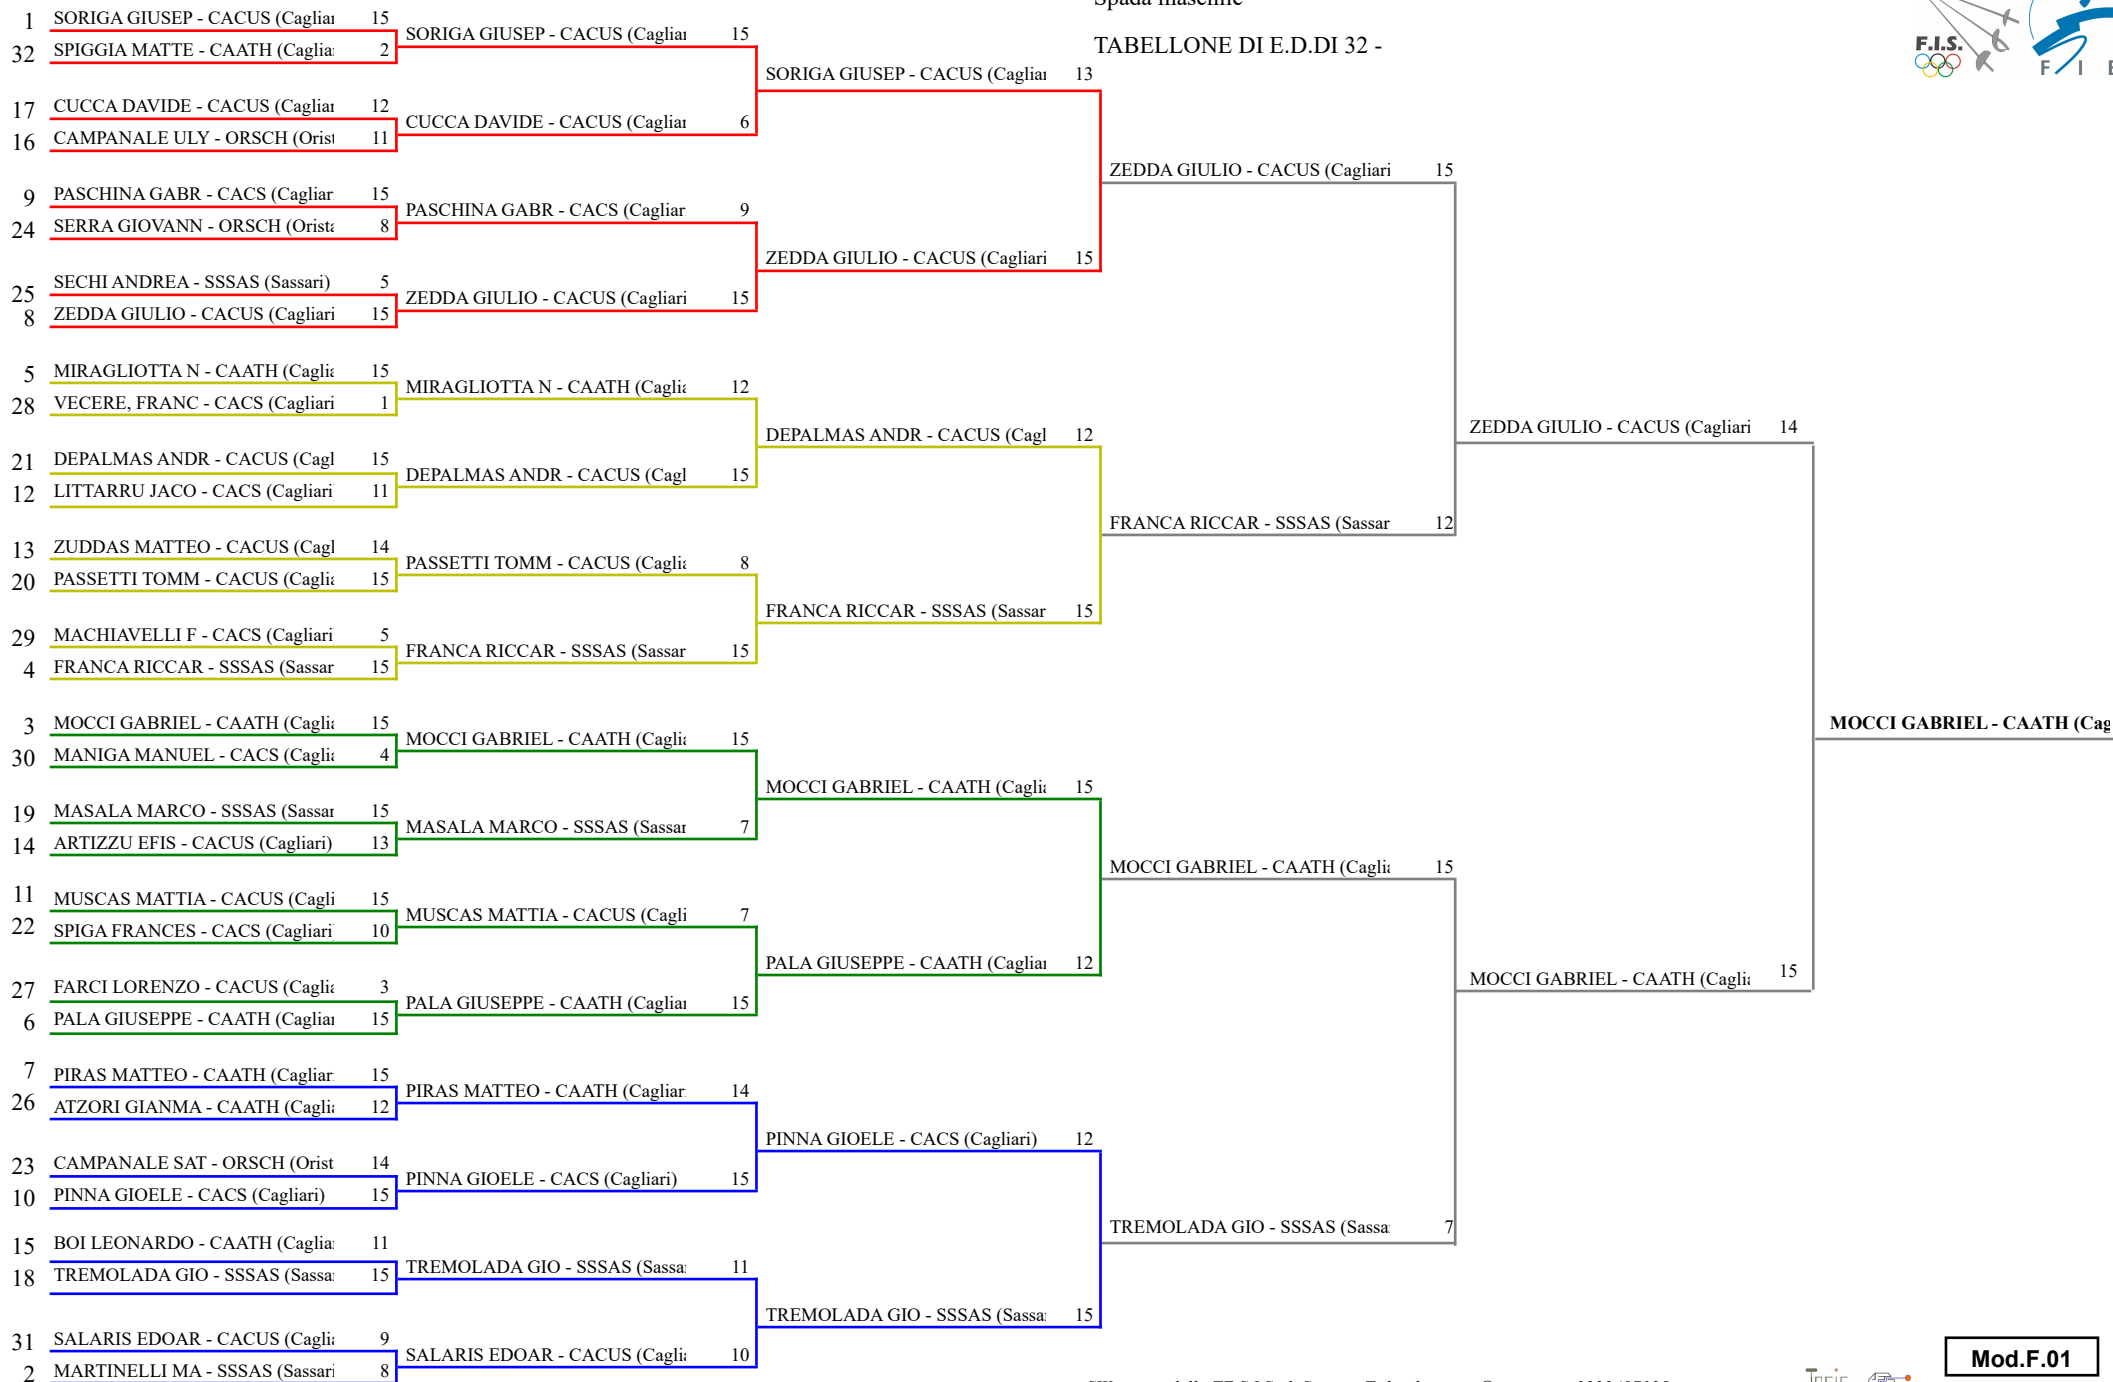 Spada maschile
TABELLONE DI E.D.DI 32 -
F.I.S.
F I E
1 SORIGA GIUSEP - CACUS (Cagliar 15
32 SPIGGIA MATTE - CAATH (Caglia 2
17 CUCCA DAVIDE - CACUS (Cagliar 12
16 CAMPANALE ULY - ORSCH (Orist 11
9 PASCHINA GABR - CACS (Cagliar 15
24 SERRA GIOVANN - ORSCH (Orista 8
25 SECHI ANDREA - SSSAS (Sassari) 5
8 ZEDDA GIULIO - CACUS (Cagliari 15
5 MIRAGLIOTTA N - CAATH (Caglia 15
28 VECERE, FRANC - CACS (Cagliari 1
21 DEPALMAS ANDR - CACUS (Cagl 15
12 LITTARRU JACO - CACS (Cagliari 11
13 ZUDDAS MATTEO - CACUS (Cagl 14
20 PASSETTI TOMM - CACUS (Caglia 15
29 MACHIAVELLI F - CACS (Cagliari 5
4 FRANCA RICCAR - SSSAS (Sassar 15
3 MOCCI GABRIEL - CAATH (Caglia 15
30 MANIGA MANUEL - CACS (Caglia 4
19 MASALA MARCO - SSSAS (Sassar 15
14 ARTIZZU EFIS - CACUS (Cagliari) 13
11 MUSCAS MATTIA - CACUS (Cagli 15
22 SPIGA FRANCES - CACS (Cagliari 10
27 FARCI LORENZO - CACUS (Caglia 3
6 PALA GIUSEPPE - CAATH (Cagliar 15
7 PIRAS MATTEO - CAATH (Cagliar 15
26 ATZORI GIANMA - CAATH (Caglia 12
23 CAMPANALE SAT - ORSCH (Orist 14
10 PINNA GIOELE - CACS (Cagliari) 15
15 BOI LEONARDO - CAATH (Caglia 11
18 TREMOLADA GIO - SSSAS (Sassa 15
31 SALARIS EDOAR - CACUS (Caglia 9
2 MARTINELLI MA - SSSAS (Sassari 8
SORIGA GIUSEP - CACUS (Cagliar 15
CUCCA DAVIDE - CACUS (Cagliar 6
PASCHINA GABR - CACS (Cagliar 9
ZEDDA GIULIO - CACUS (Cagliari 15
MIRAGLIOTTA N - CAATH (Caglia 12
DEPALMAS ANDR - CACUS (Cagl 15
PASSETTI TOMM - CACUS (Caglia 8
FRANCA RICCAR - SSSAS (Sassar 15
MOCCI GABRIEL - CAATH (Caglia 15
MASALA MARCO - SSSAS (Sassar 7
MUSCAS MATTIA - CACUS (Cagli 7
PALA GIUSEPPE - CAATH (Cagliar 15
PIRAS MATTEO - CAATH (Cagliar 14
PINNA GIOELE - CACS (Cagliari) 15
TREMOLADA GIO - SSSAS (Sassa 11
SALARIS EDOAR - CACUS (Caglia 10
SORIGA GIUSEP - CACUS (Cagliar 13
ZEDDA GIULIO - CACUS (Cagliari 15
DEPALMAS ANDR - CACUS (Cagl 12
FRANCA RICCAR - SSSAS (Sassar 15
MOCCI GABRIEL - CAATH (Caglia 15
PALA GIUSEPPE - CAATH (Cagliar 12
PINNA GIOELE - CACS (Cagliari) 12
TREMOLADA GIO - SSSAS (Sassa 15
ZEDDA GIULIO - CACUS (Cagliari 15
FRANCA RICCAR - SSSAS (Sassar 12
MOCCI GABRIEL - CAATH (Caglia 15
TREMOLADA GIO - SSSAS (Sassa 7
ZEDDA GIULIO - CACUS (Cagliari 14
MOCCI GABRIEL - CAATH (Caglia 15
MOCCI GABRIEL - CAATH (Cag
Mod.F.01